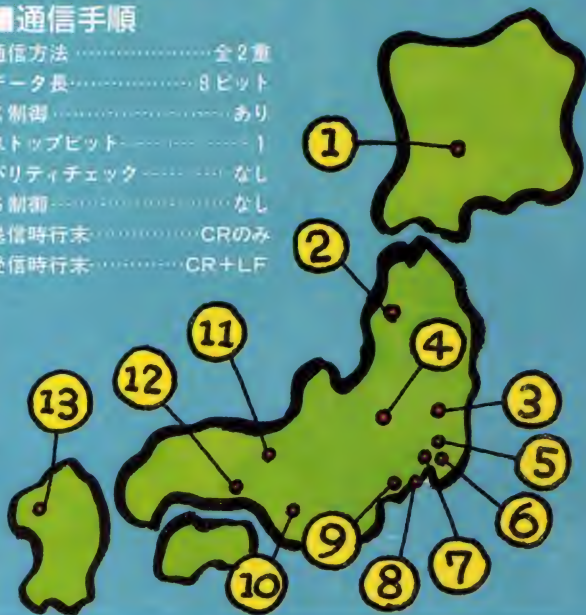 ■通信手順
通信方法………………全2重
データ長………………8ビット
制御………………あり
ストップビット………………1
パリティチェック…………なし
制御………………なし
送信時行末………………CRのみ
受信時行末………………CR+LF
①
②
③
④
⑤
⑥
⑦
⑧
⑨
⑩
⑪
⑫
⑬